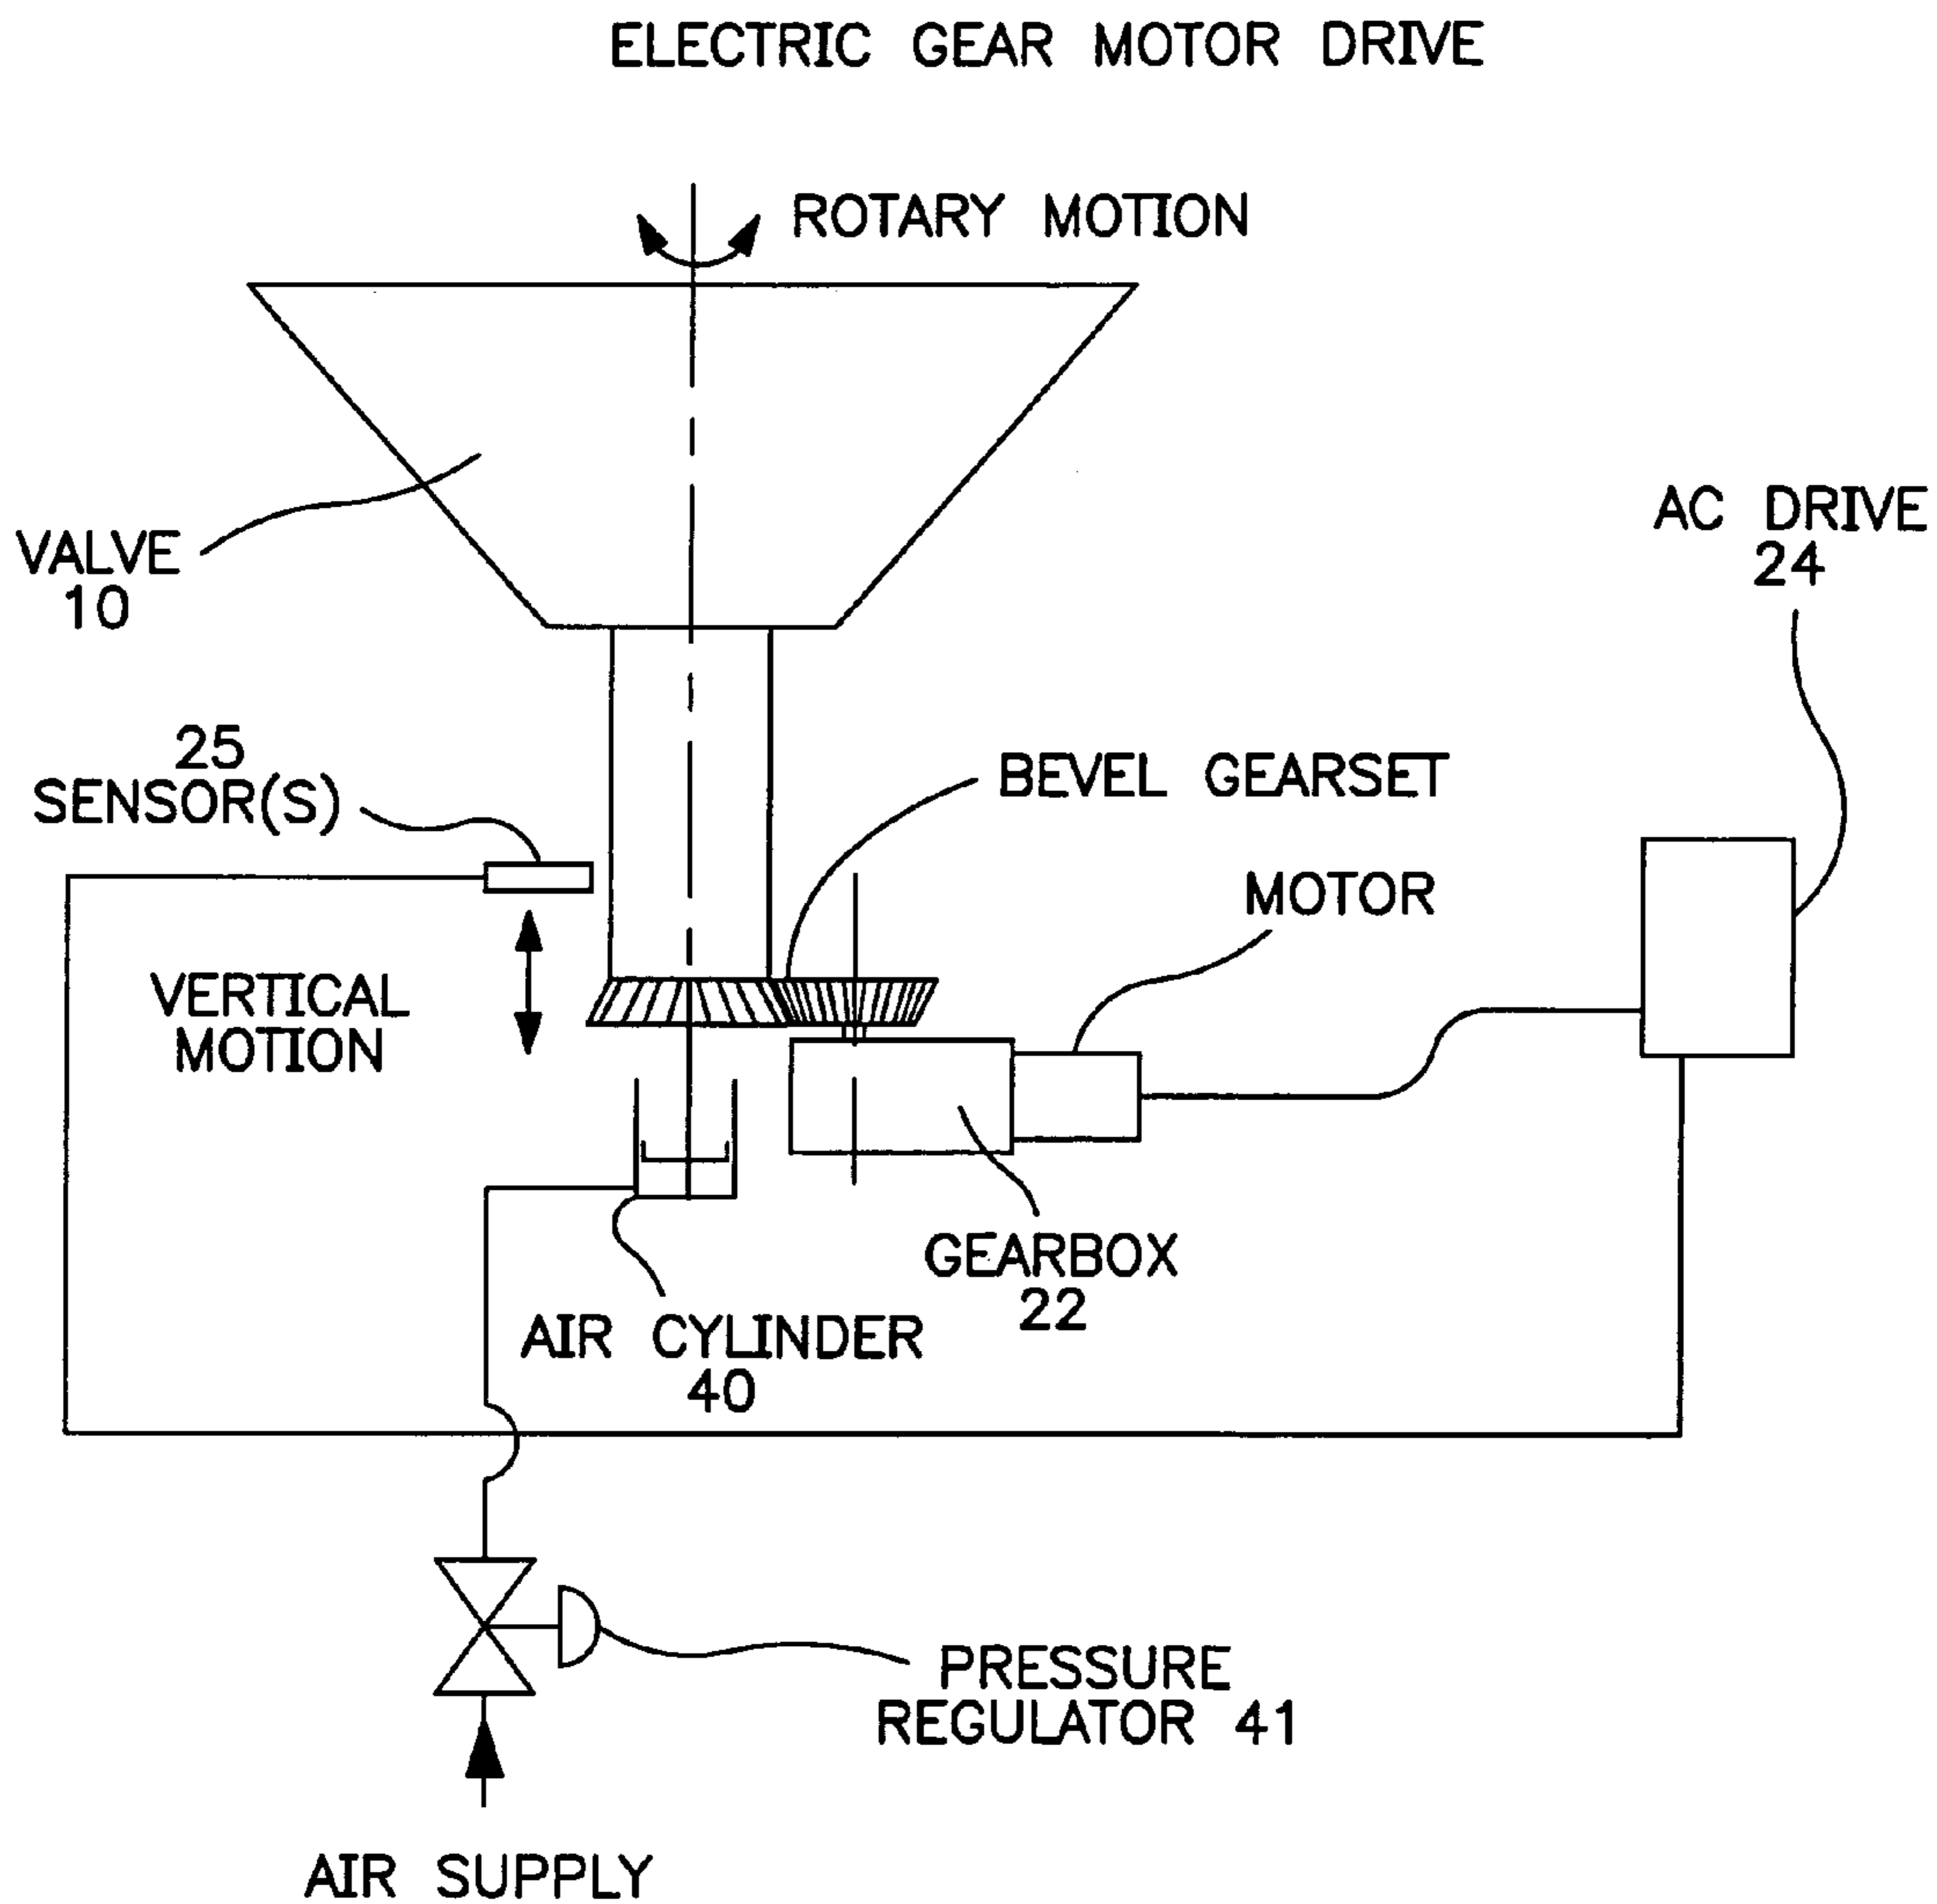 ELECTRIC GEAR MOTOR DRIVE
ROTARY MOTION
VALVE
10
AC DRIVE
24
25
SENSOR(S)
BEVEL GEARSET
MOTOR
VERTICAL
MOTION
GEARBOX
22
AIR CYLINDER
40
PRESSURE
REGULATOR 41
AIR SUPPLY